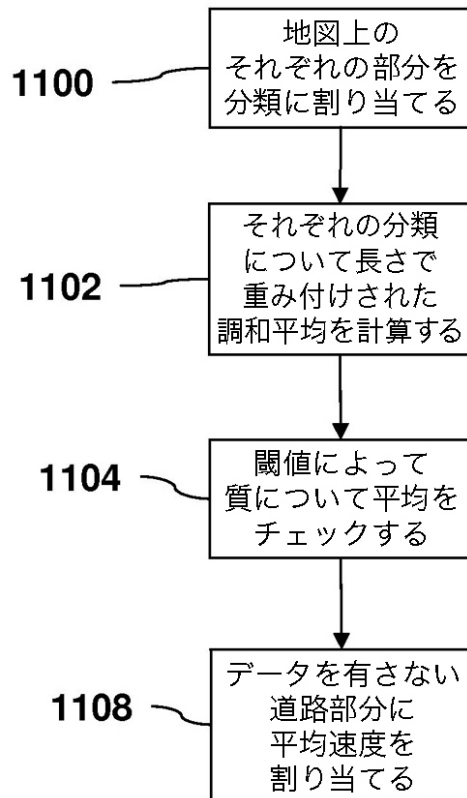 地図上の
それぞれの部分を
分類に割り当てる
1100
それぞれの分類
について長さで
重み付けされた
調和平均を計算する
1102
閾値によって
質について平均を
チェックする
1104
データを有さない
道路部分に
平均速度を
割り当てる
1108